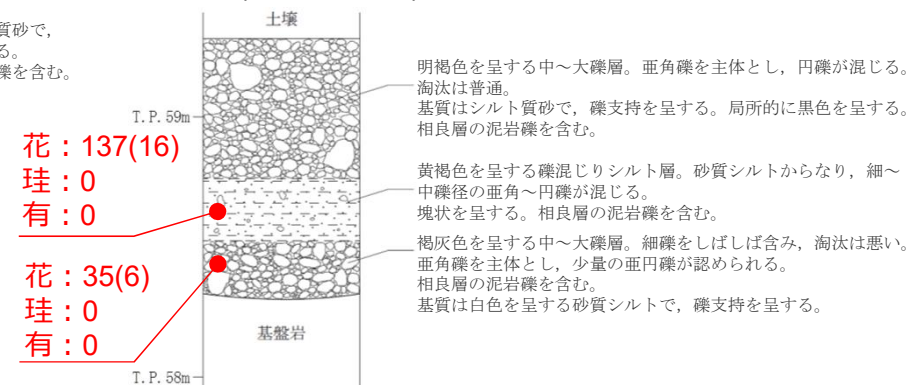 質砂で,
る。
礫を含む。
土壌
T.P.59m
花：137(16)
珪：0
有：0
花：35(6)
珪：0
有：0
基盤岩
T.P.58m
明褐色を呈する中～大礫層。亜角礫を主体とし，円礫が混じる。
淘汰は普通。
基質はシルト質砂で，礫支持を呈する。局所的に黒色を呈する。
相良層の泥岩礫を含む。
黄褐色を呈する礫混じりシルト層。砂質シルトからなり，細～
中礫径の亜角～円礫が混じる。
塊状を呈する。相良層の泥岩礫を含む。
褐灰色を呈する中～大礫層。細礫をしばしば含み，淘汰は悪い。
亜角礫を主体とし，少量の亜円礫が認められる。
相良層の泥岩礫を含む。
基質は白色を呈する砂質シルトで，礫支持を呈する。